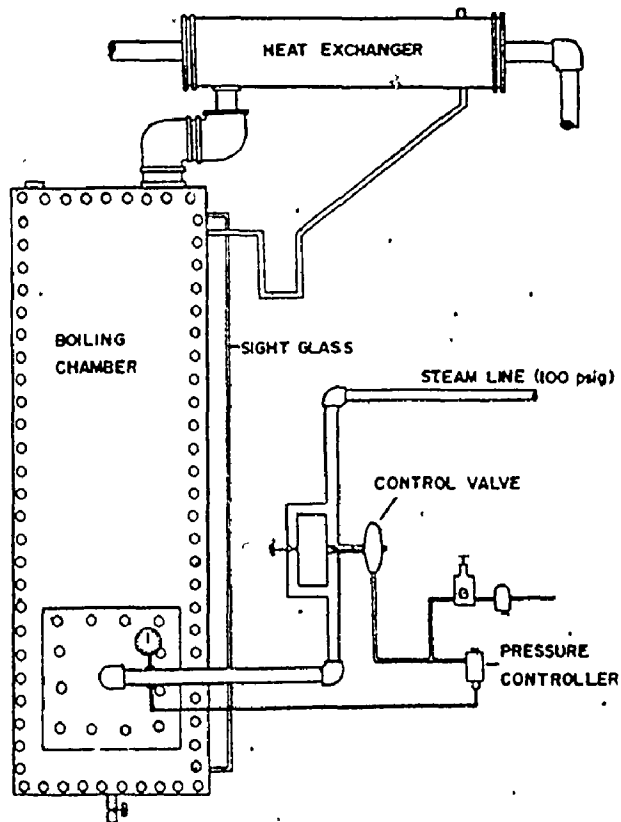 HEAT EXCHANGER
BOILING
CHAMBER
SIGHT GLASS
STEAM LINE (100 psig)
CONTROL VALVE
PRESSURE
CONTROLLER